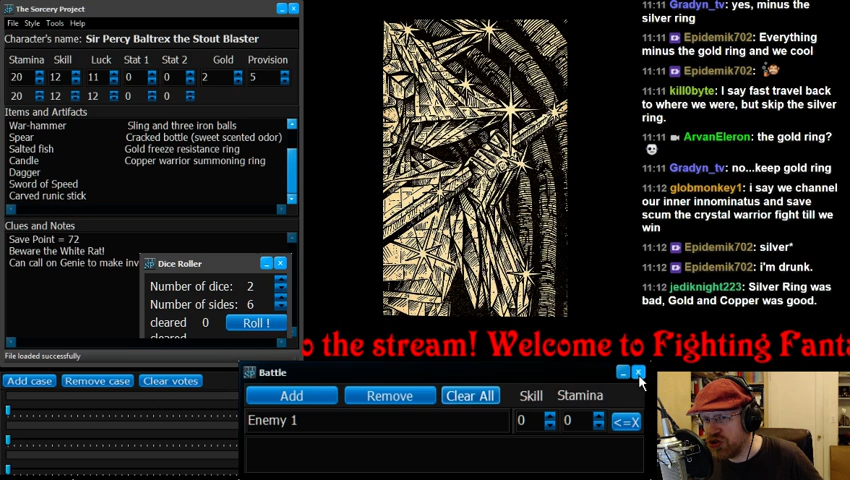 The Sorcery Project
File Style Tools Help
Character's name: Sir Percy Baltrex the Stout Blaster
Stamina Skill Luck Stat 1 Stat 2 Gold Provision
20 12 11 0 0 2 5
20 12 12 0 0
Items and Artifacts
War-hammer Sling and three iron balls
Spear Cracked bottle (sweet scented odor)
Salted fish Gold freeze resistance ring
Candle Copper warrior summoning ring
Dagger
Sword of Speed
Carved runic stick
Clues and Notes
Save Point = 72
Beware the White Rat!
Can call on Genie to make inv
Dice Roller
Number of dice: 2
Number of sides: 6
cleared 0 Roll !
cleared
File loaded successfully
Add case Remove case Clear votes
Battle
Add Remove Clear All Skill Stamina
Enemy 1 0 0 <=X
o the stream! Welcome to Fighting Fanta
11:11 Gradyn_tv: yes, minus the
silver ring
11:11 Epidemik702: Everything
minus the gold ring and we cool
11:11 Epidemik702:
11:11 kill0byte: I say fast travel back
to where we were, but skip the silver
ring.
11:11 ArvanEleron: the gold ring?
11:11 Gradyn_tv: no...keep gold ring
11:12 globmonkey1: i say we channel
our inner innominatus and save
scum the crystal warrior fight till we
win
11:12 Epidemik702: silver*
11:12 Epidemik702: i'm drunk.
11:12 jediknight223: Silver Ring was
bad, Gold and Copper was good.